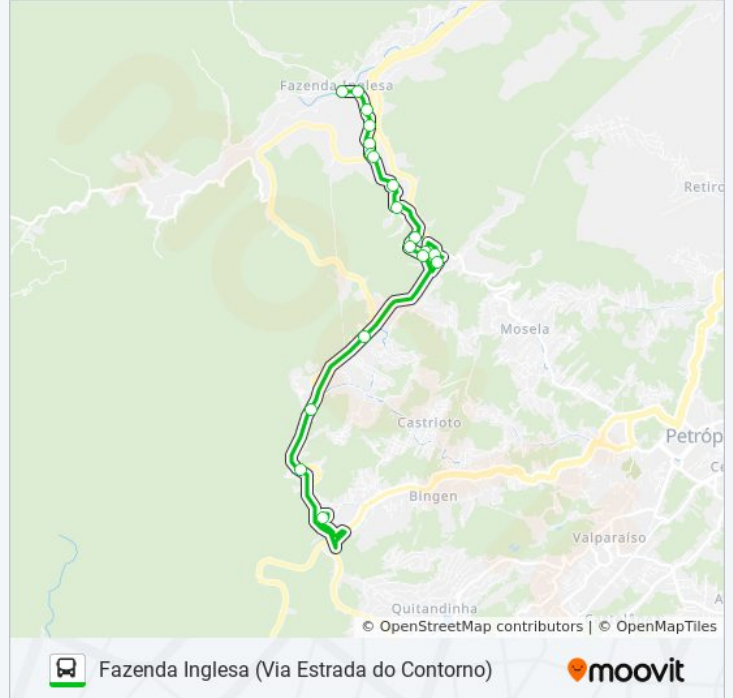 Fazenda Inglesa
Retiro
Mosela
Castrioto
Petróp
Bingen
Valparaíso
Quitandinha
© OpenStreetMap contributors | © OpenMapTiles
Fazenda Inglesa (Via Estrada do Contorno)
moovit